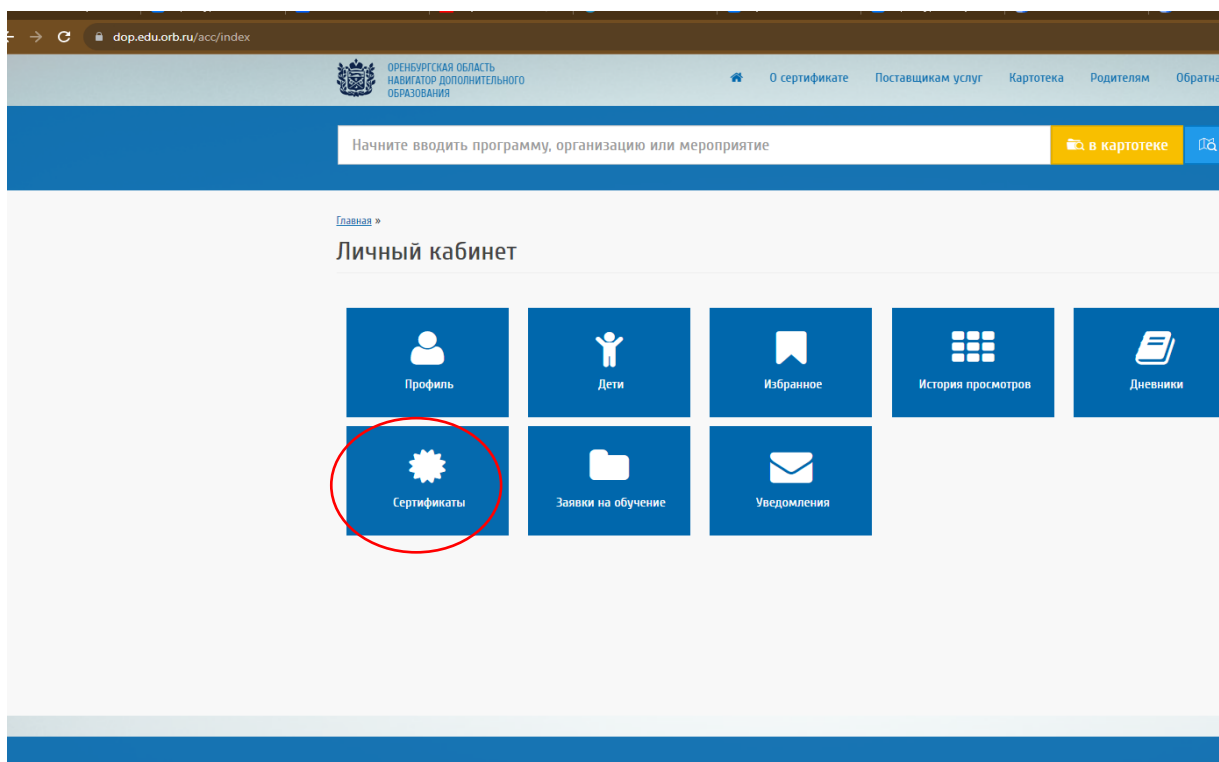 dop.edu.orb.ru/acc/index
ОРЕНБУРГСКАЯ ОБЛАСТЬ
НАВИГАТОР ДОПОЛНИТЕЛЬНОГО
ОБРАЗОВАНИЯ
О сертификате Поставщикам услуг Картотека Родителям Обратна
Начните вводить программу, организацию или мероприятие
в картотеке
Главная »
Личный кабинет
Профиль
Дети
Избранное
История просмотров
Дневники
Сертификаты
Заявки на обучение
Уведомления